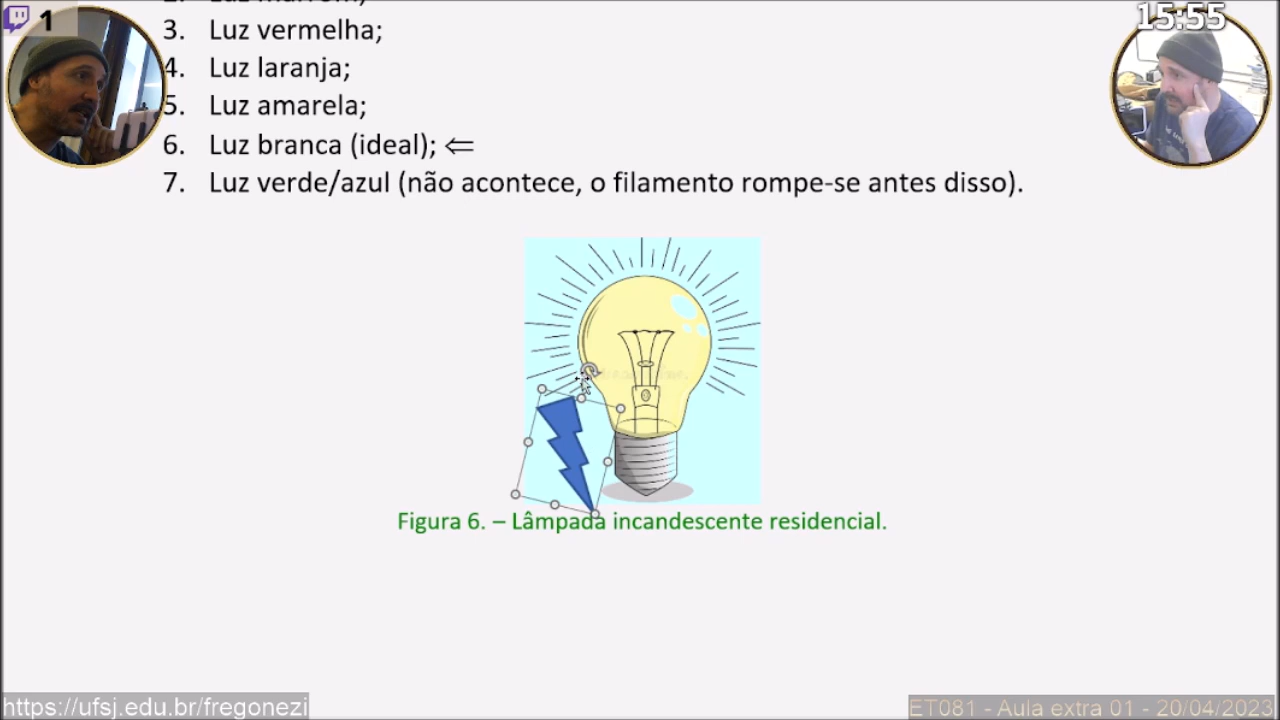 1
15:55
3. Luz vermelha;
4. Luz laranja;
5. Luz amarela;
6. Luz branca (ideal); ⇐
7. Luz verde/azul (não acontece, o filamento rompe-se antes disso).
Figura 6. – Lâmpada incandescente residencial.
https://ufsj.edu.br/fregonezi
ET081 - Aula extra 01 - 20/04/2023